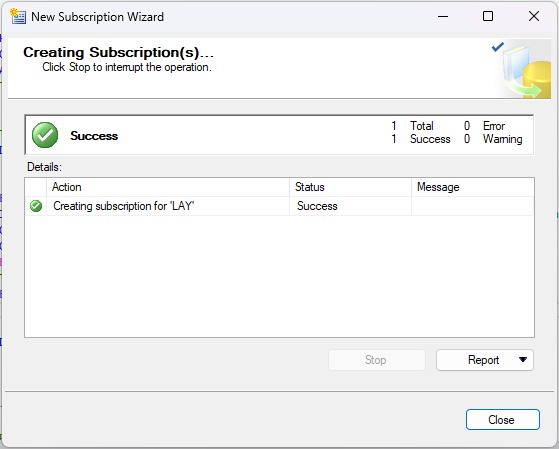 New Subscription Wizard
Creating Subscription(s)...
Click Stop to interrupt the operation.
Success
1 Total 0 Error
1 Success 0 Warning
Details:
Action Status Message
Creating subscription for 'LAY' Success
Stop Report
Close